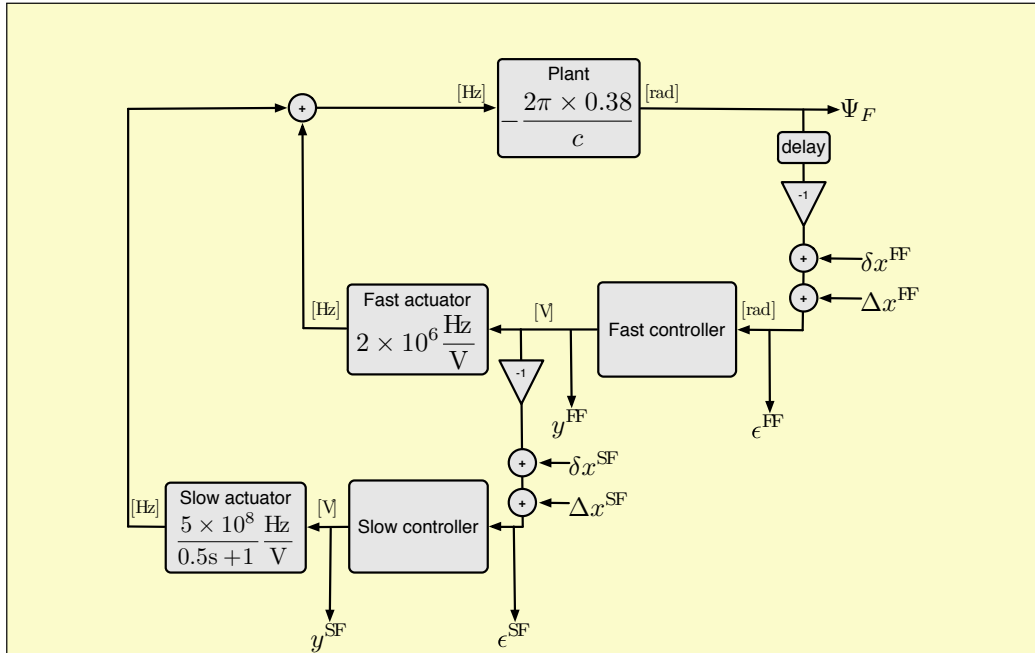 Plant
[Hz]
− 2π × 0.38 / c
[rad]
+
Ψ_F
delay
-1
+
δx^FF
+
Δx^FF
[Hz]
Fast actuator
2 × 10^6 Hz/V
[V]
Fast controller
[rad]
-1
y^FF
ϵ^FF
+
δx^SF
+
Δx^SF
[Hz]
Slow actuator
5 × 10^8 / 0.5s +1 Hz/V
[V]
Slow controller
y^SF
ϵ^SF